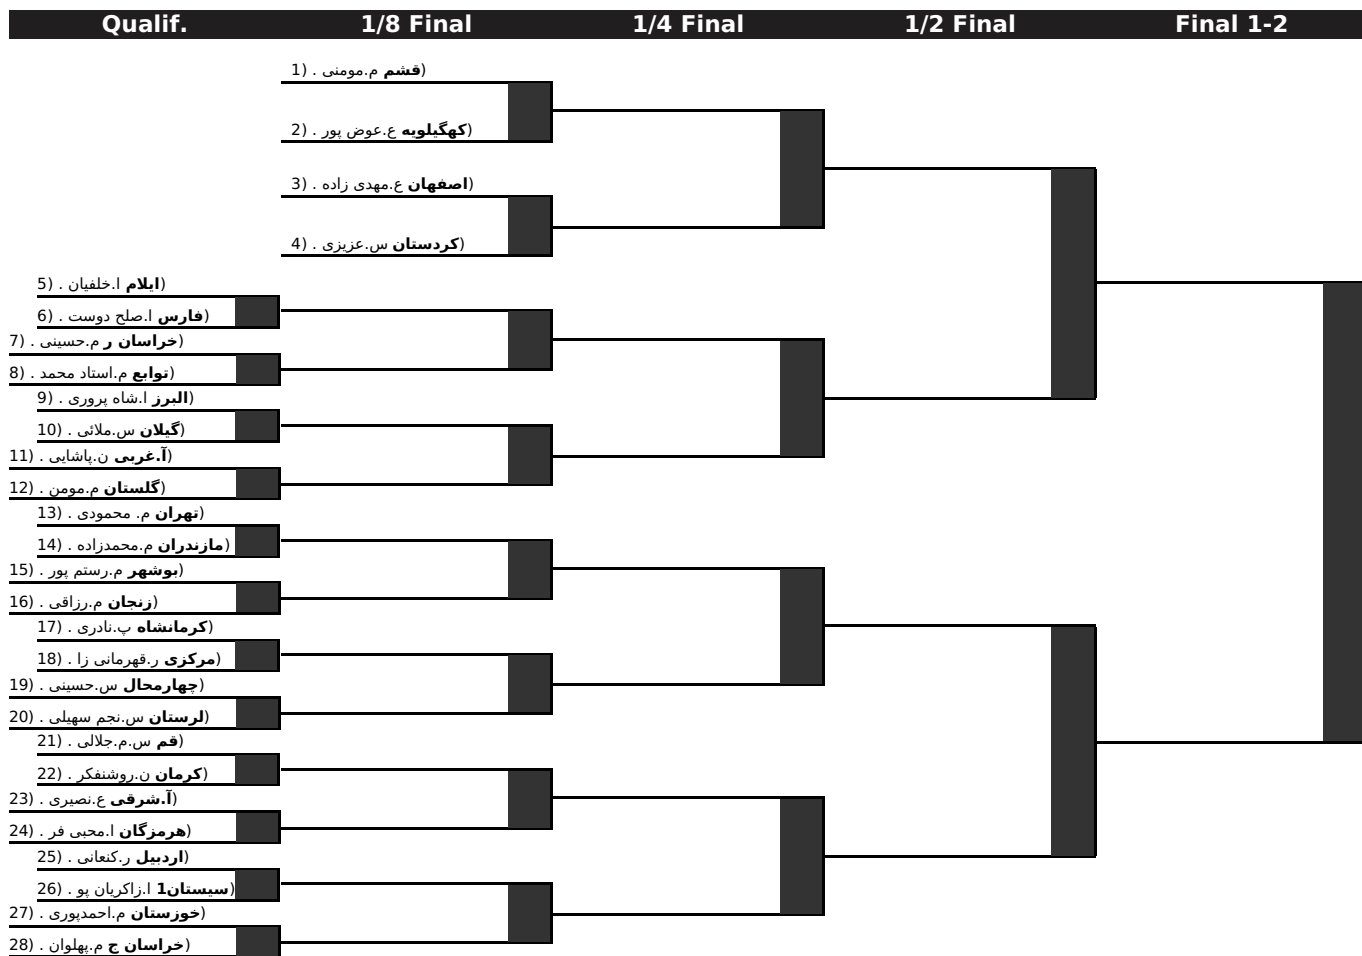 Qualif. 1/8 Final 1/4 Final 1/2 Final Final 1-2
1) . م.مومنی قشم)
2) . ع.عوض پور کهگیلویه)
3) . ع.مهدی زاده اصفهان)
4) . س.عزیزی کردستان)
5) . ا.خلفیان ایلام)
6) . ا.صلح دوست فارس)
7) . م.حسینی خراسان ر)
8) . م.استاد محمد توابع)
9) . ا.شاه پروری البرز)
10) . س.ملائی گیلان)
11) . ن.پاشایی آ.غربی)
12) . م.مومن گلستان)
13) . م. محمودی تهران)
14) . م.محمدزاده مازندران)
15) . م.رستم پور بوشهر)
16) . م.رزاقی زنجان)
17) . پ.نادری کرمانشاه)
18) . ر.قهرمانی زا مرکزی)
19) . س.حسینی چهارمحال)
20) . س.نجم سهیلی لرستان)
21) . س.م.جلالی قم)
22) . ن.روشنفکر کرمان)
23) . ع.نصیری آ.شرقی)
24) . ا.محبی فر هرمزگان)
25) . ر.کنعانی اردبیل)
26) . ا.زاکریان پو سیستان1)
27) . م.احمدپوری خوزستان)
28) . م.پهلوان خراسان ج)